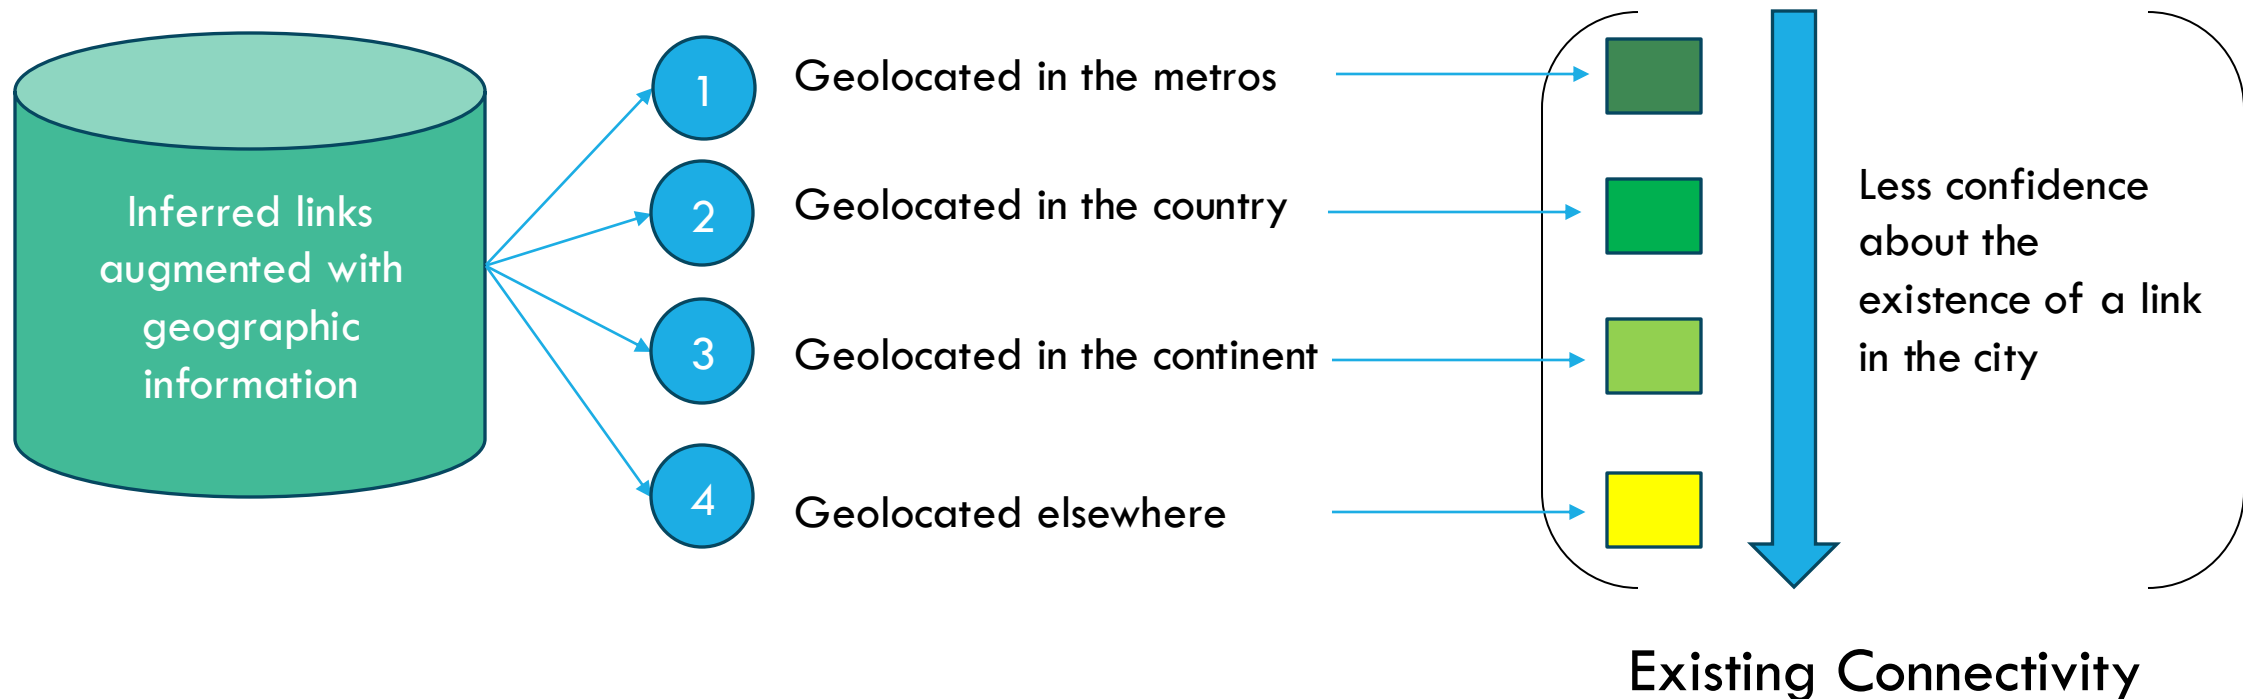 Inferred links
augmented with
geographic
information
1
Geolocated in the metros
2
Geolocated in the country
3
Geolocated in the continent
4
Geolocated elsewhere
Less confidence
about the
existence of a link
in the city
Existing Connectivity